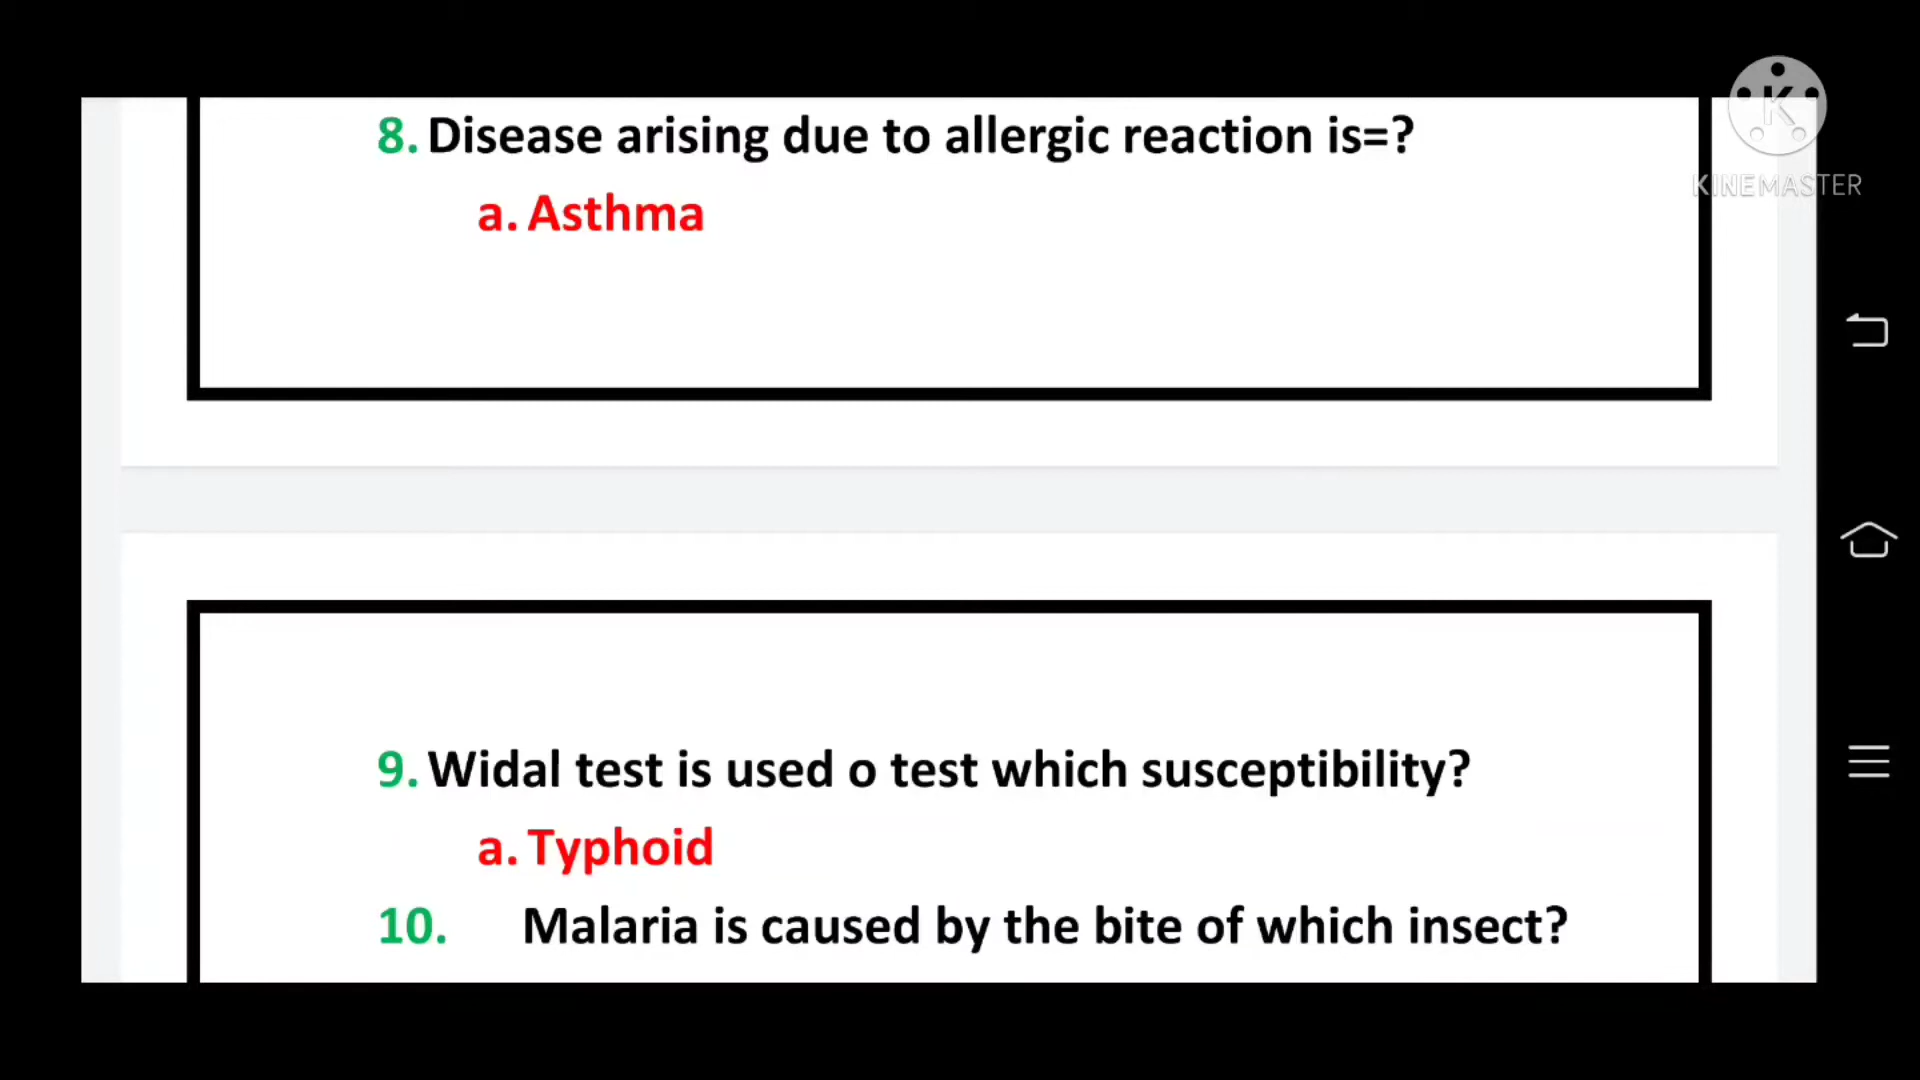 8. Disease arising due to allergic reaction is=?
a. Asthma
K
KINEMASTER
9. Widal test is used o test which susceptibility?
a. Typhoid
10. Malaria is caused by the bite of which insect?